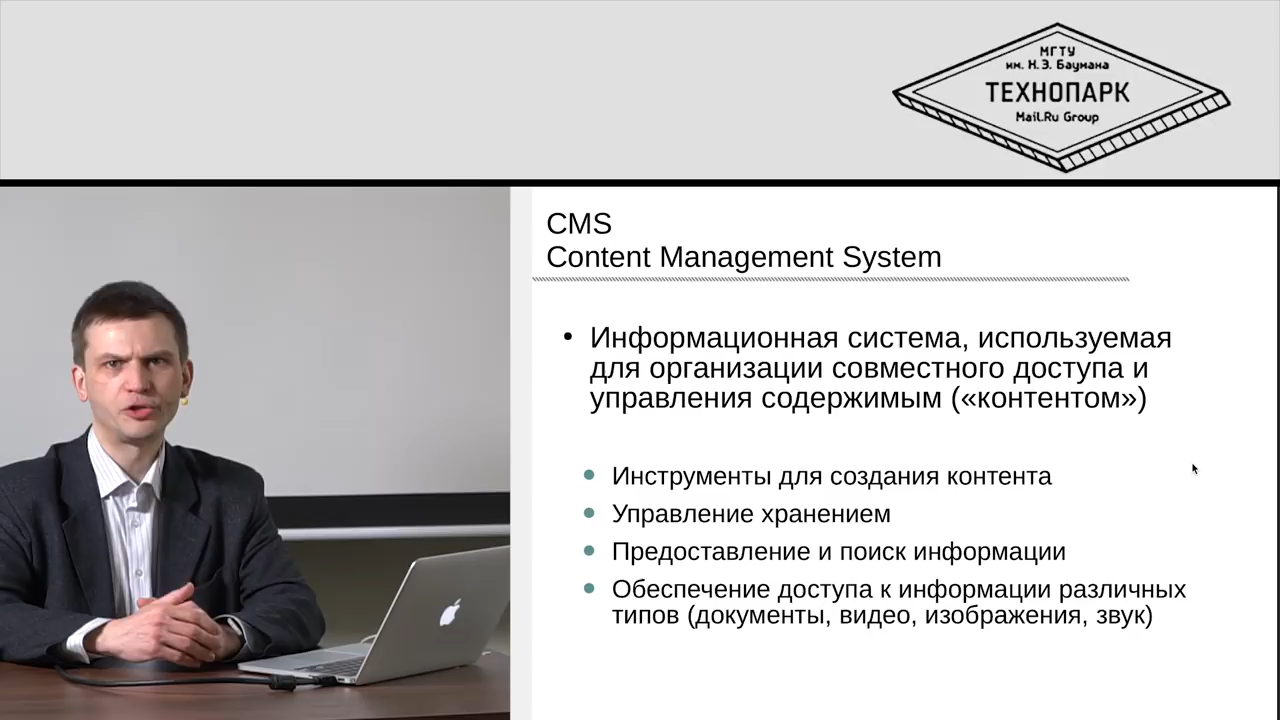 МГТУ
им. Н.Э. Баумана
ТЕХНОПАРК
Mail.Ru Group
CMS
Content Management System
• Информационная система, используемая
для организации совместного доступа и
управления содержимым («контентом»)
• Инструменты для создания контента
• Управление хранением
• Предоставление и поиск информации
• Обеспечение доступа к информации различных
типов (документы, видео, изображения, звук)